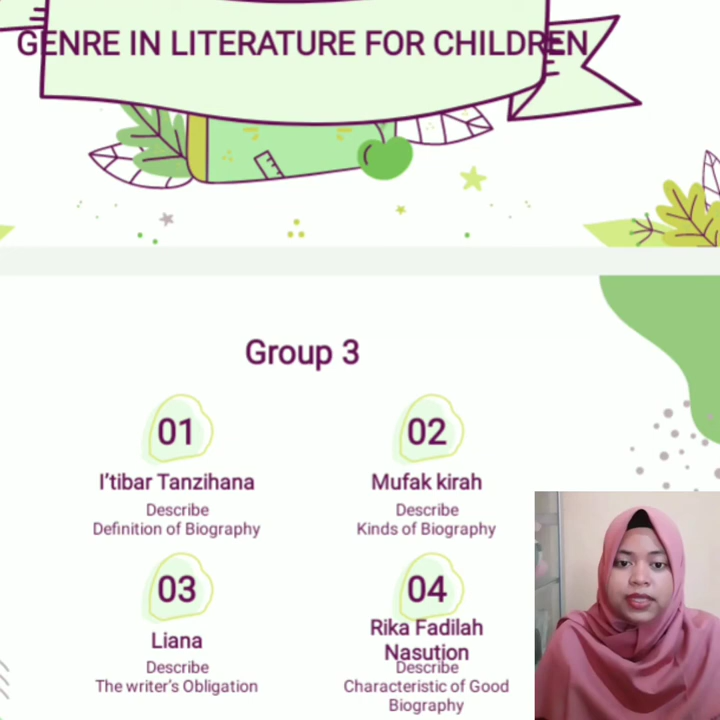 GENRE IN LITERATURE FOR CHILDREN
Group 3
01
I'tibar Tanzihana
Describe
Definition of Biography
02
Mufak kirah
Describe
Kinds of Biography
03
Liana
Describe
The writer's Obligation
04
Rika Fadilah
Nasution
Describe
Characteristic of Good
Biography